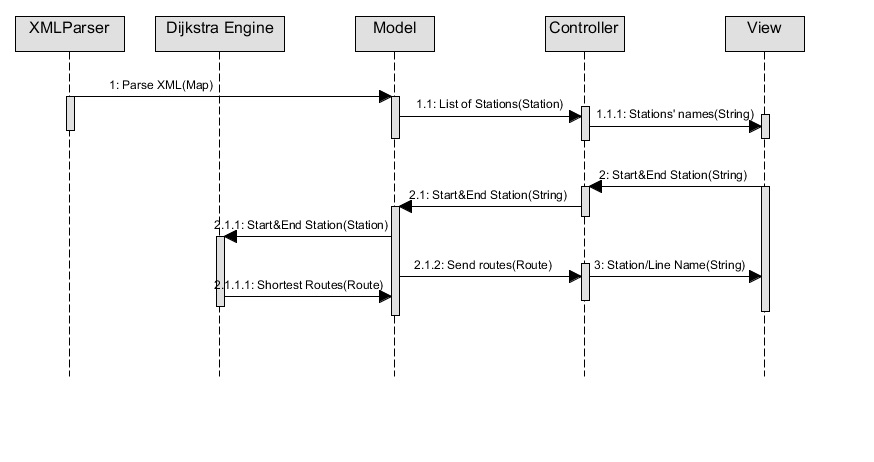 XMLParser
Dijkstra Engine
Model
Controller
View
1: Parse XML(Map)
1.1: List of Stations(Station)
1.1.1: Stations' names(String)
2: Start&End Station(String)
2.1: Start&End Station(String)
2.1.1: Start&End Station(Station)
2.1.2: Send routes(Route)
3: Station/Line Name(String)
2.1.1.1: Shortest Routes(Route)